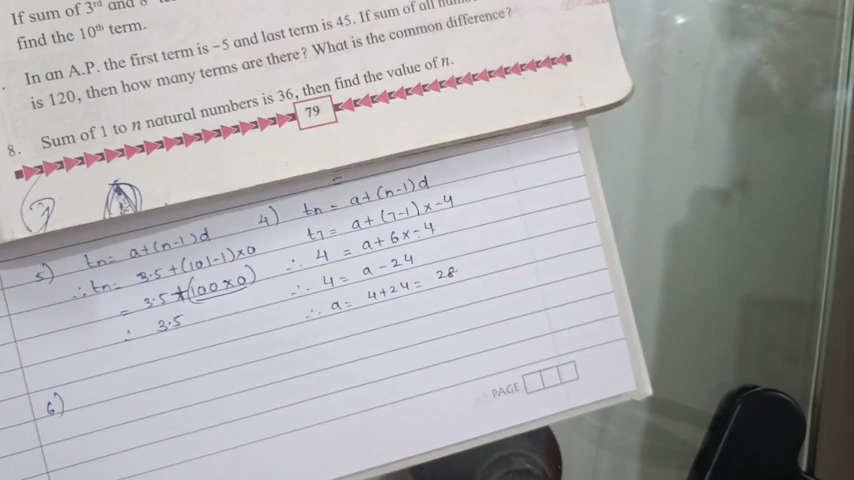 If sum of 3rd and 8
find the 10th term.
In an A.P. the first term is −5 and last term is 45. If sum of all
is 120, then how many terms are there? What is the common difference?
8. Sum of 1 to n natural numbers is 36, then find the value of n.
79
5) tn = a+(n-1)d
∴ tn = 3.5+(101-1)×0
= 3.5+(100×0)
∴ 3.5
4) tn = a+(n-1)d
t7 = a+(7-1)×-4
∴ 4 = a+6×-4
∴ 4 = a-24
∴ a = 4+24 = 28
6)
PAGE